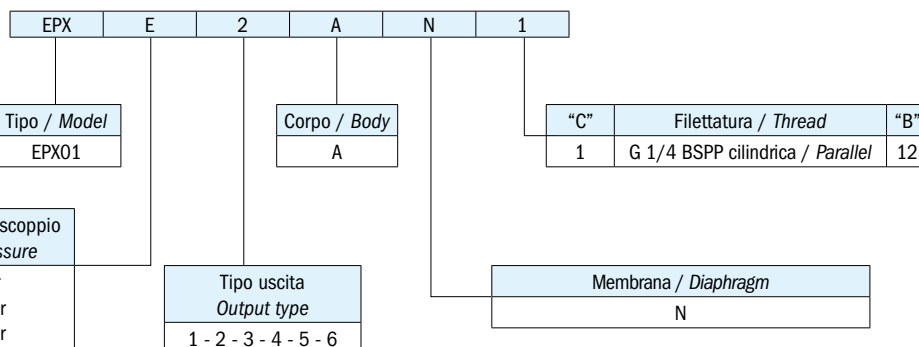 EPX E 2 A N 1
Tipo / Model
EPX01
Corpo / Body
A
"C" Filettatura / Thread "B"
1 G 1/4 BSPP cilindrica / Parallel 12
scoppio
Tipo uscita
Output type
1 - 2 - 3 - 4 - 5 - 6
Membrana / Diaphragm
N